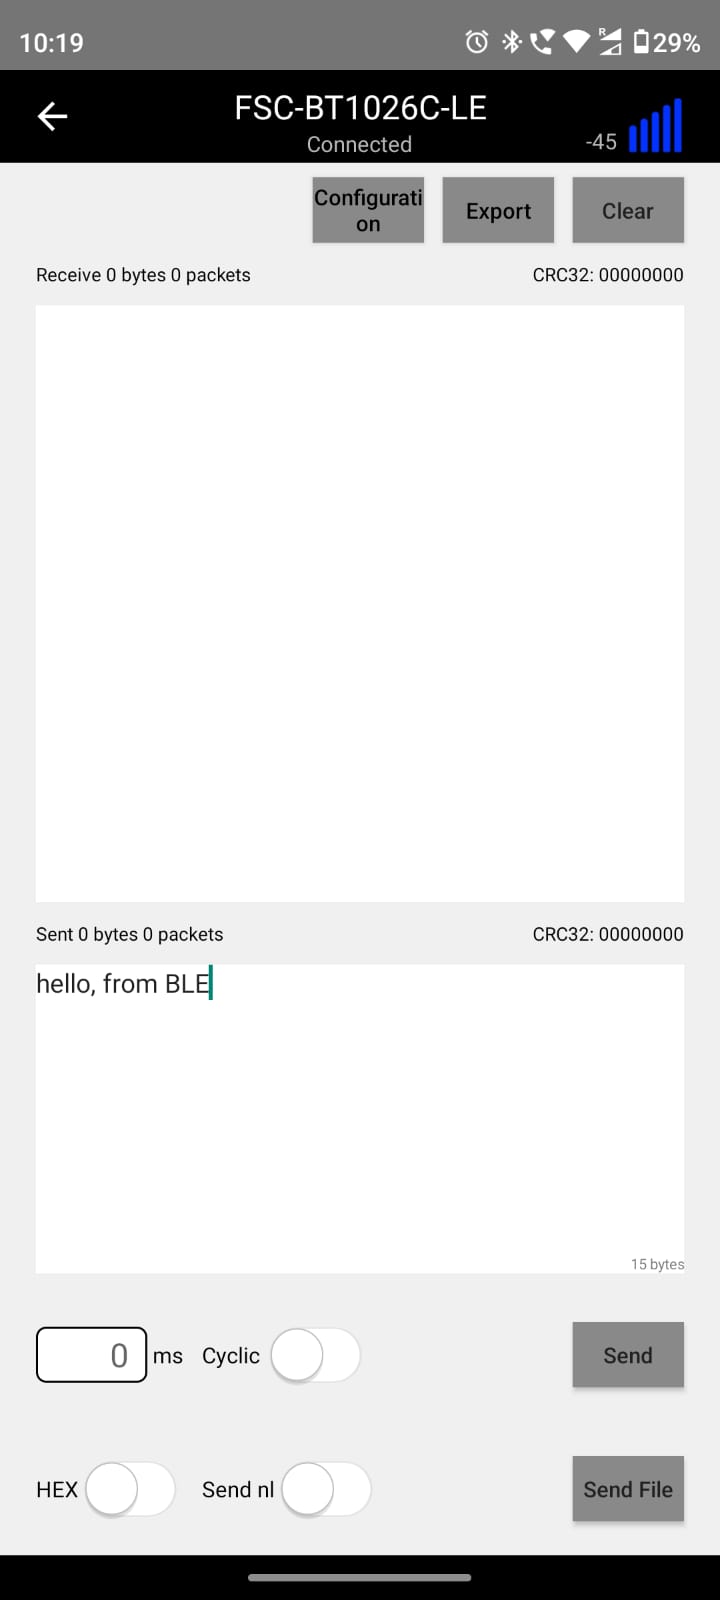 10:19
R
29%
FSC-BT1026C-LE
Connected
-45
Configurati
on
Export
Clear
Receive 0 bytes 0 packets
CRC32: 00000000
Sent 0 bytes 0 packets
CRC32: 00000000
hello, from BLE
15 bytes
0 ms
Cyclic
Send
HEX
Send nl
Send File